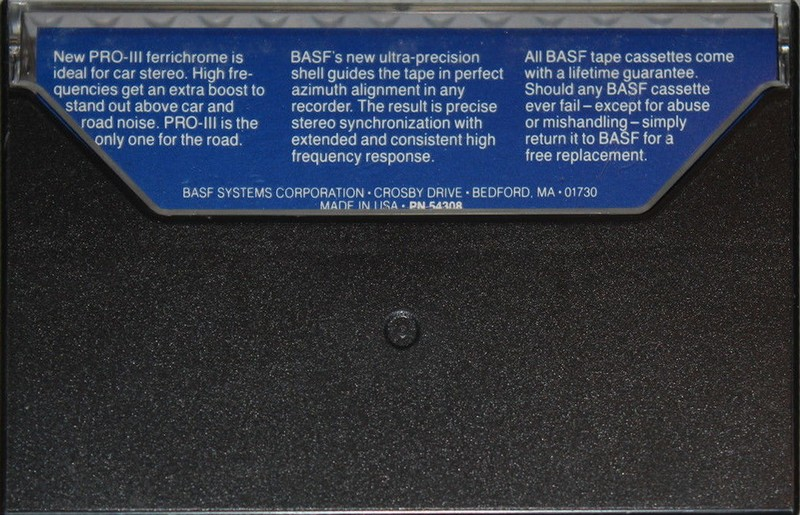 New PRO-III ferrichrome is
ideal for car stereo. High fre-
quencies get an extra boost to
stand out above car and
road noise. PRO-III is the
only one for the road.
BASF's new ultra-precision
shell guides the tape in perfect
azimuth alignment in any
recorder. The result is precise
stereo synchronization with
extended and consistent high
frequency response.
All BASF tape cassettes come
with a lifetime guarantee.
Should any BASF cassette
ever fail – except for abuse
or mishandling – simply
return it to BASF for a
free replacement.
BASF SYSTEMS CORPORATION • CROSBY DRIVE • BEDFORD, MA • 01730
MADE IN USA • PN 54308